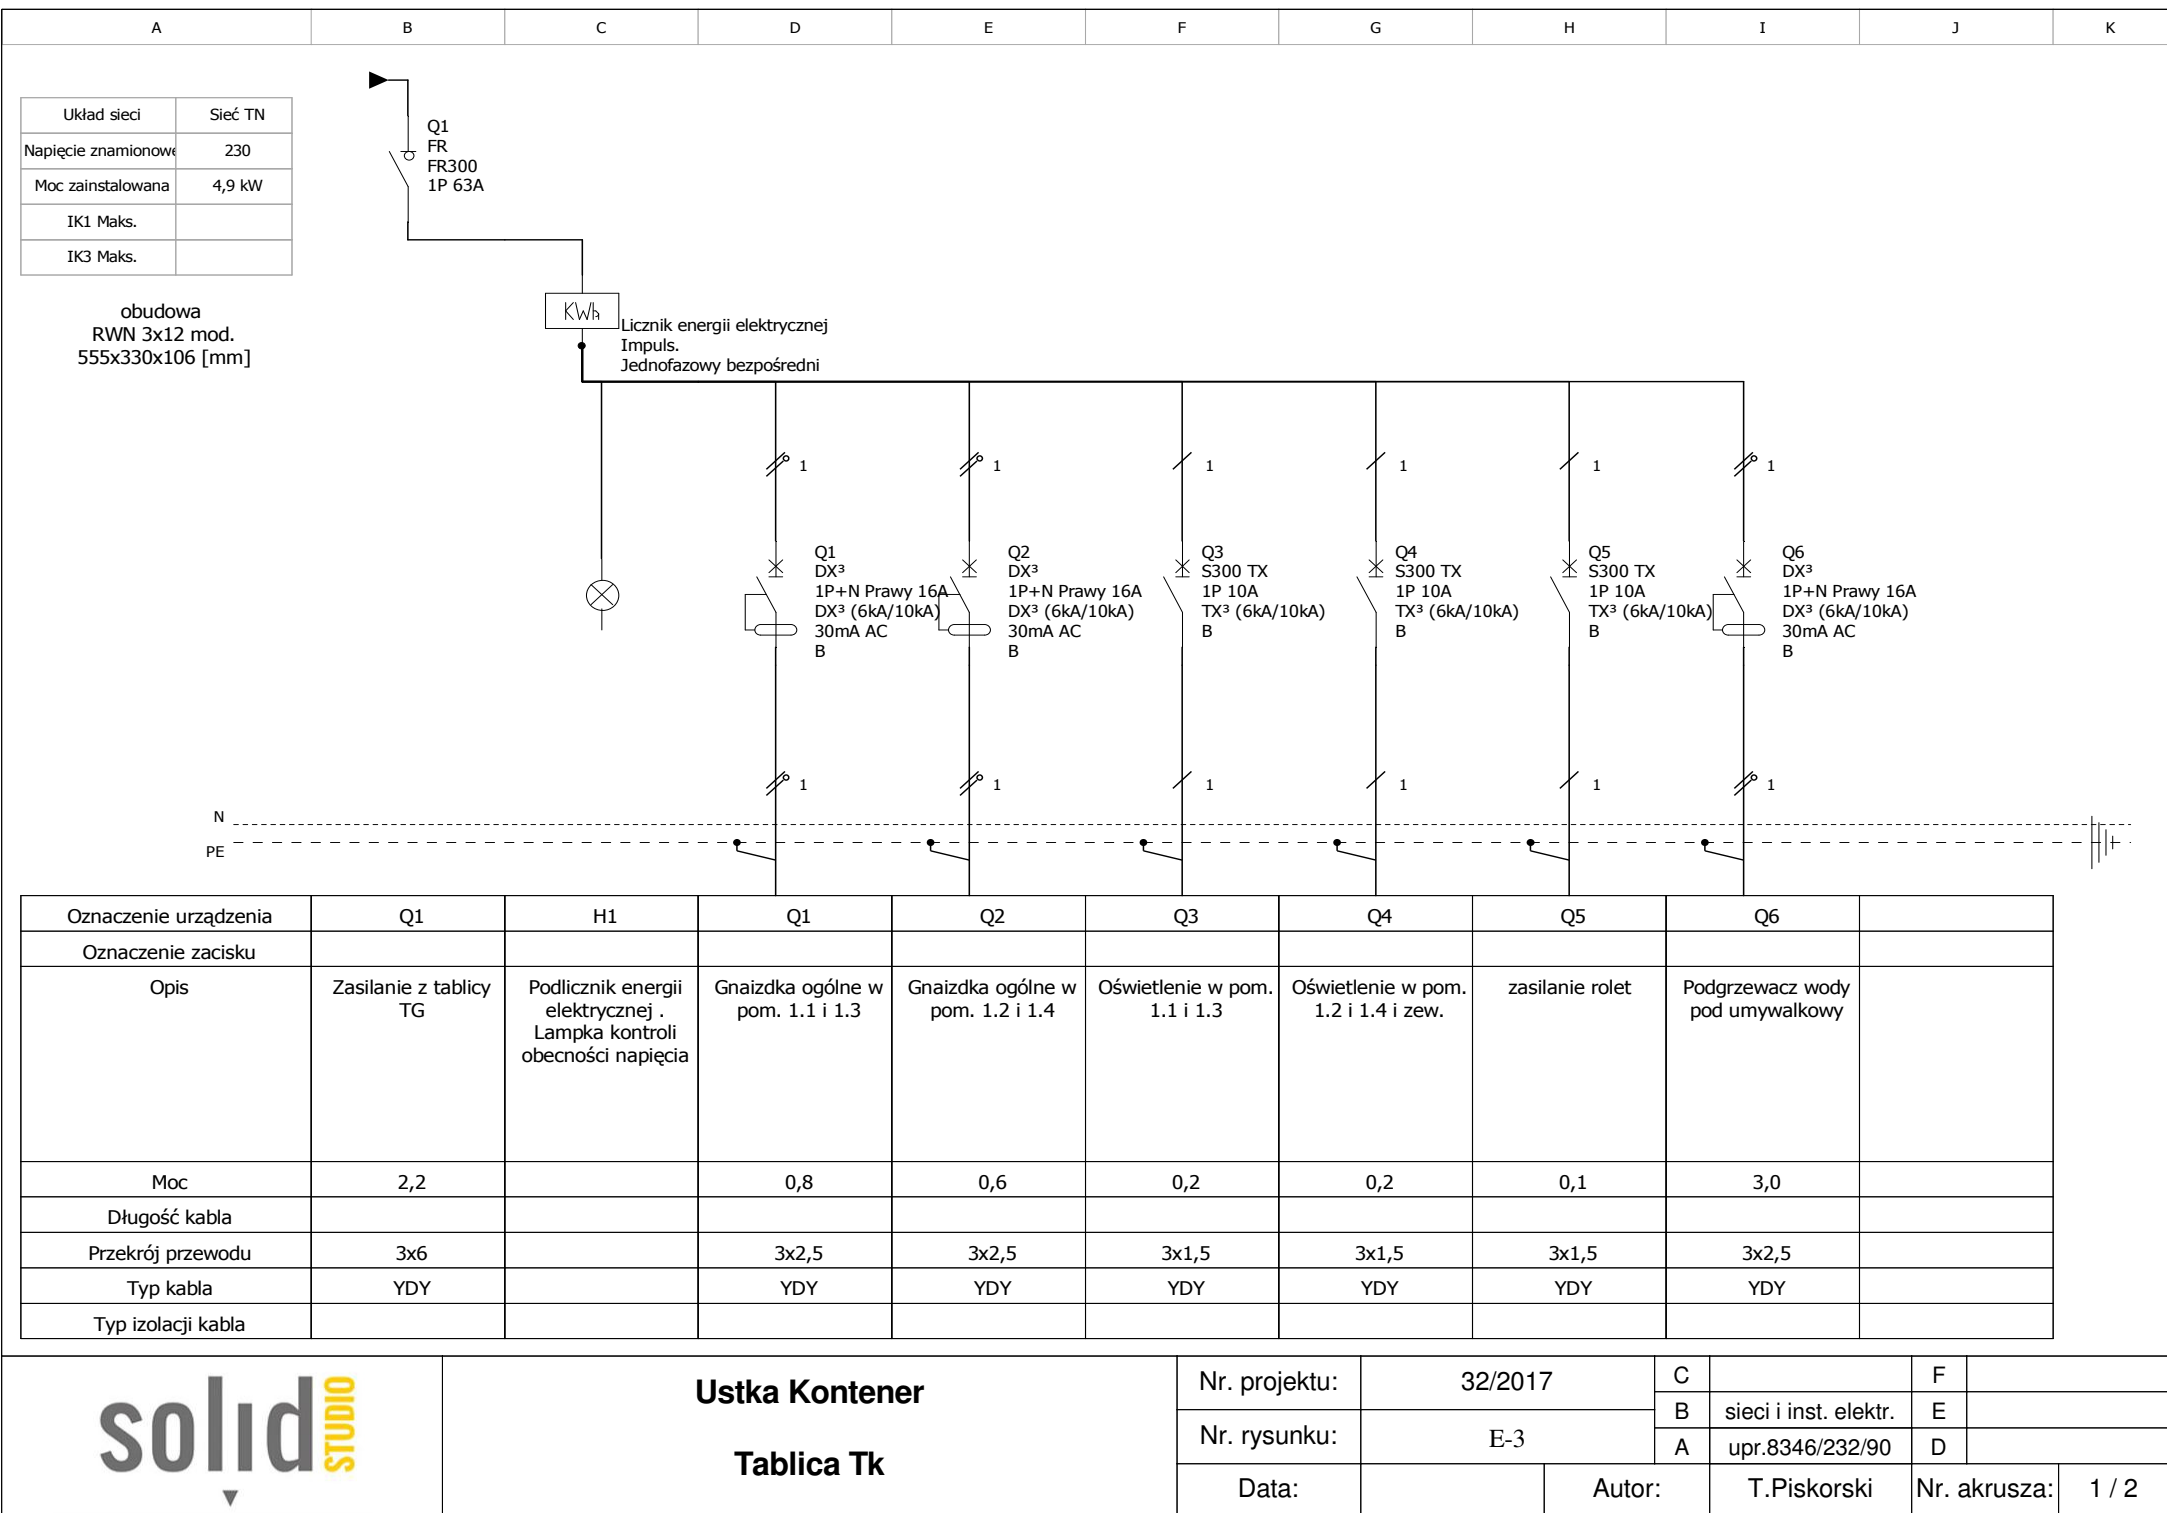 A B C D E F G H I J K
Układ sieci Sieć TN
Napięcie znamionowe 230
Moc zainstalowana 4,9 kW
IK1 Maks.
IK3 Maks.
obudowa
RWN 3x12 mod.
555x330x106 [mm]
Q1
FR
FR300
1P 63A
KWh
Licznik energii elektrycznej
Impuls.
Jednofazowy bezpośredni
1 1 1 1 1 1
Q1
DX³
1P+N Prawy 16A
DX³ (6kA/10kA)
30mA AC
B
Q2
DX³
1P+N Prawy 16A
DX³ (6kA/10kA)
30mA AC
B
Q3
S300 TX
1P 10A
TX³ (6kA/10kA)
B
Q4
S300 TX
1P 10A
TX³ (6kA/10kA)
B
Q5
S300 TX
1P 10A
TX³ (6kA/10kA)
B
Q6
DX³
1P+N Prawy 16A
DX³ (6kA/10kA)
30mA AC
B
1 1 1 1 1 1
N
PE
Oznaczenie urządzenia Q1 H1 Q1 Q2 Q3 Q4 Q5 Q6
Oznaczenie zacisku
Opis
Zasilanie z tablicy
TG
Podlicznik energii
elektrycznej .
Lampka kontroli
obecności napięcia
Gnaizdka ogólne w
pom. 1.1 i 1.3
Gnaizdka ogólne w
pom. 1.2 i 1.4
Oświetlenie w pom.
1.1 i 1.3
Oświetlenie w pom.
1.2 i 1.4 i zew.
zasilanie rolet
Podgrzewacz wody
pod umywalkowy
Moc 2,2 0,8 0,6 0,2 0,2 0,1 3,0
Długość kabla
Przekrój przewodu 3x6 3x2,5 3x2,5 3x1,5 3x1,5 3x1,5 3x2,5
Typ kabla YDY YDY YDY YDY YDY YDY YDY
Typ izolacji kabla
solid STUDIO
Ustka Kontener
Tablica Tk
Nr. projektu: 32/2017
Nr. rysunku: E-3
C F
B sieci i inst. elektr. E
A upr.8346/232/90 D
Data: Autor: T.Piskorski Nr. akrusza: 1 / 2